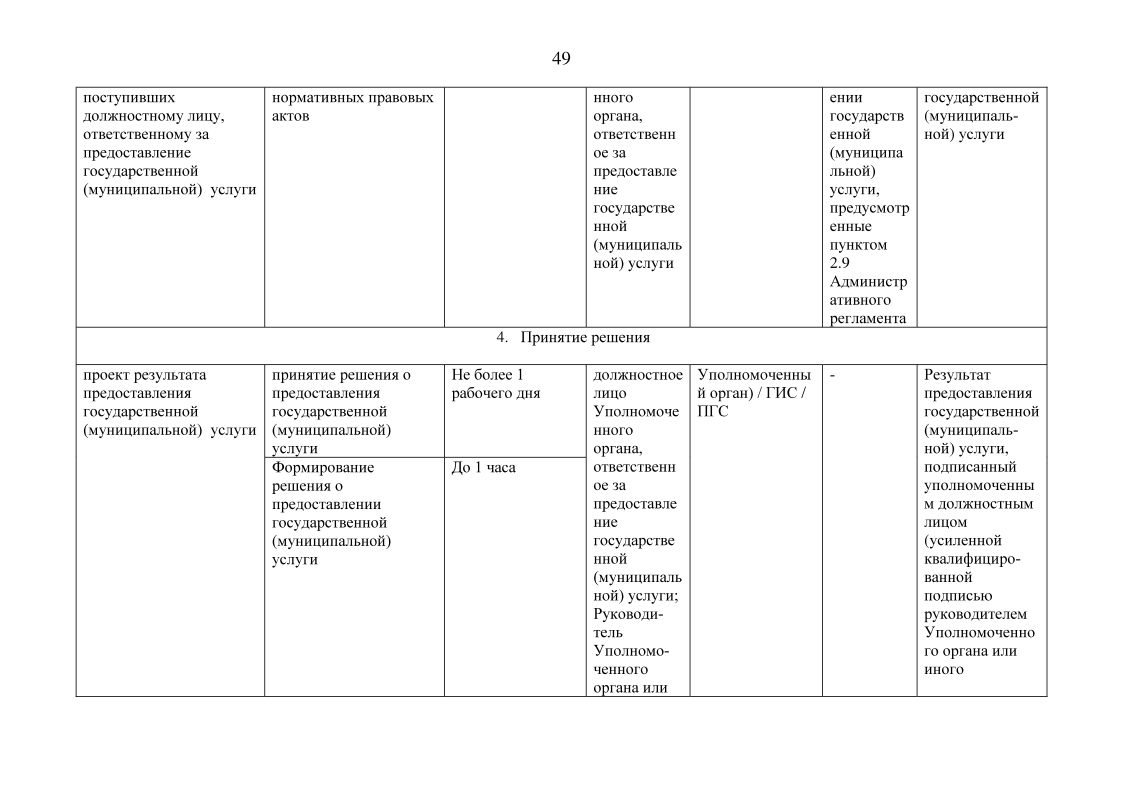 49
поступивших
должностному лицу,
ответственному за
предоставление
государственной
(муниципальной) услуги
нормативных правовых
актов
нного
органа,
ответственн
ое за
предоставле
ние
государстве
нной
(муниципаль
ной) услуги
ении
государств
енной
(муниципа
льной)
услуги,
предусмотр
енные
пунктом
2.9
Администр
ативного
регламента
государственной
(муниципаль-
ной) услуги
4. Принятие решения
проект результата
предоставления
государственной
(муниципальной) услуги
принятие решения о
предоставления
государственной
(муниципальной)
услуги
Не более 1
рабочего дня
Формирование
решения о
предоставлении
государственной
(муниципальной)
услуги
До 1 часа
должностное
лицо
Уполномоче
нного
органа,
ответственн
ое за
предоставле
ние
государстве
нной
(муниципаль
ной) услуги;
Руководи-
тель
Уполномо-
ченного
органа или
Уполномоченны
й орган) / ГИС /
ПГС
-
Результат
предоставления
государственной
(муниципаль-
ной) услуги,
подписанный
уполномоченны
м должностным
лицом
(усиленной
квалифициро-
ванной
подписью
руководителем
Уполномоченно
го органа или
иного